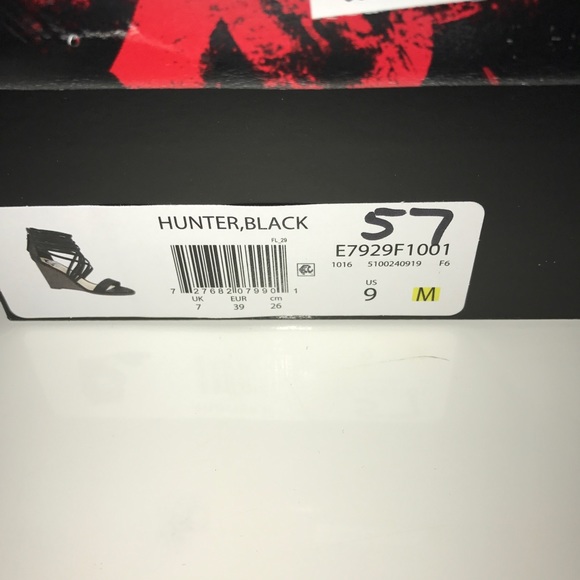 HUNTER,BLACK
57
FL_29
E7929F1001
1016 5100240919 F6
7 27682 07990 1
UK EUR cm
7 39 26
US
9 M